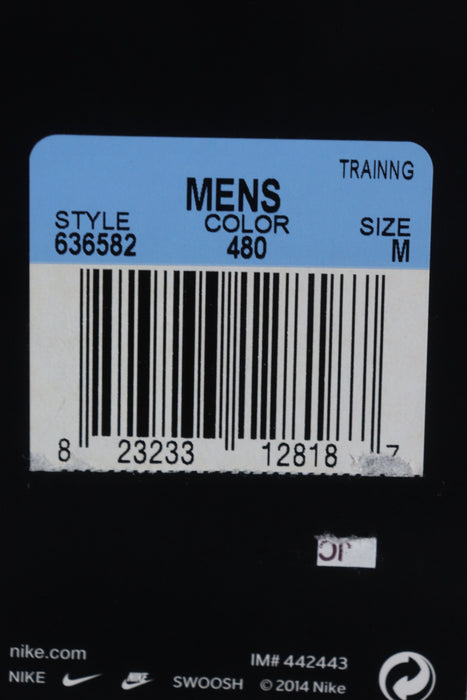 TRAINNG
MENS
STYLE COLOR SIZE
636582 480 M
8 23233 12818 7
JC
nike.com
IM# 442443
NIKE SWOOSH © 2014 Nike